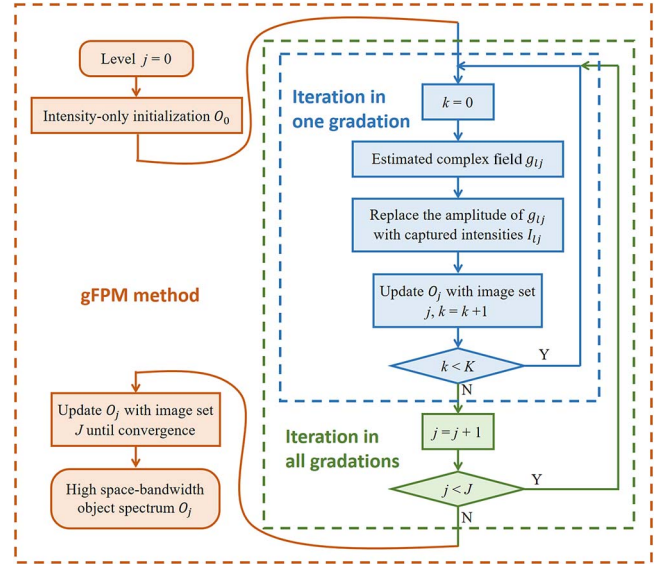 Level j = 0
Intensity-only initialization O₀
Iteration in
one gradation
k = 0
Estimated complex field gₗⱼ
Replace the amplitude of gₗⱼ
with captured intensities Iₗⱼ
Update Oⱼ with image set
j, k = k +1
k < K
Y
N
Iteration in
all gradations
j = j + 1
j < J
Y
N
gFPM method
Update Oⱼ with image set
J until convergence
High space-bandwidth
object spectrum Oⱼ